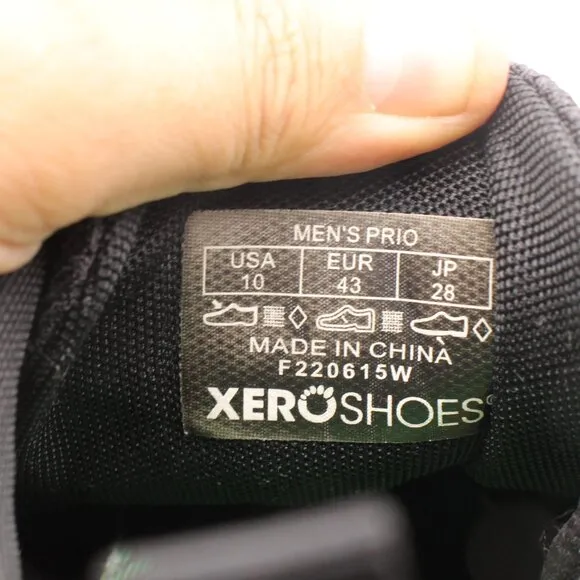 MEN'S PRIO
USA EUR JP
10 43 28
MADE IN CHINA
F220615W
XEROSHOES